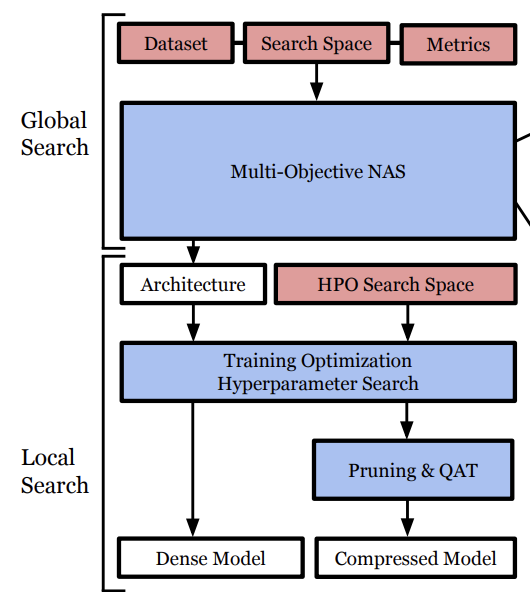 Dataset
Search Space
Metrics
Global
Search
Multi-Objective NAS
Architecture
HPO Search Space
Training Optimization
Hyperparameter Search
Local
Search
Pruning & QAT
Dense Model
Compressed Model